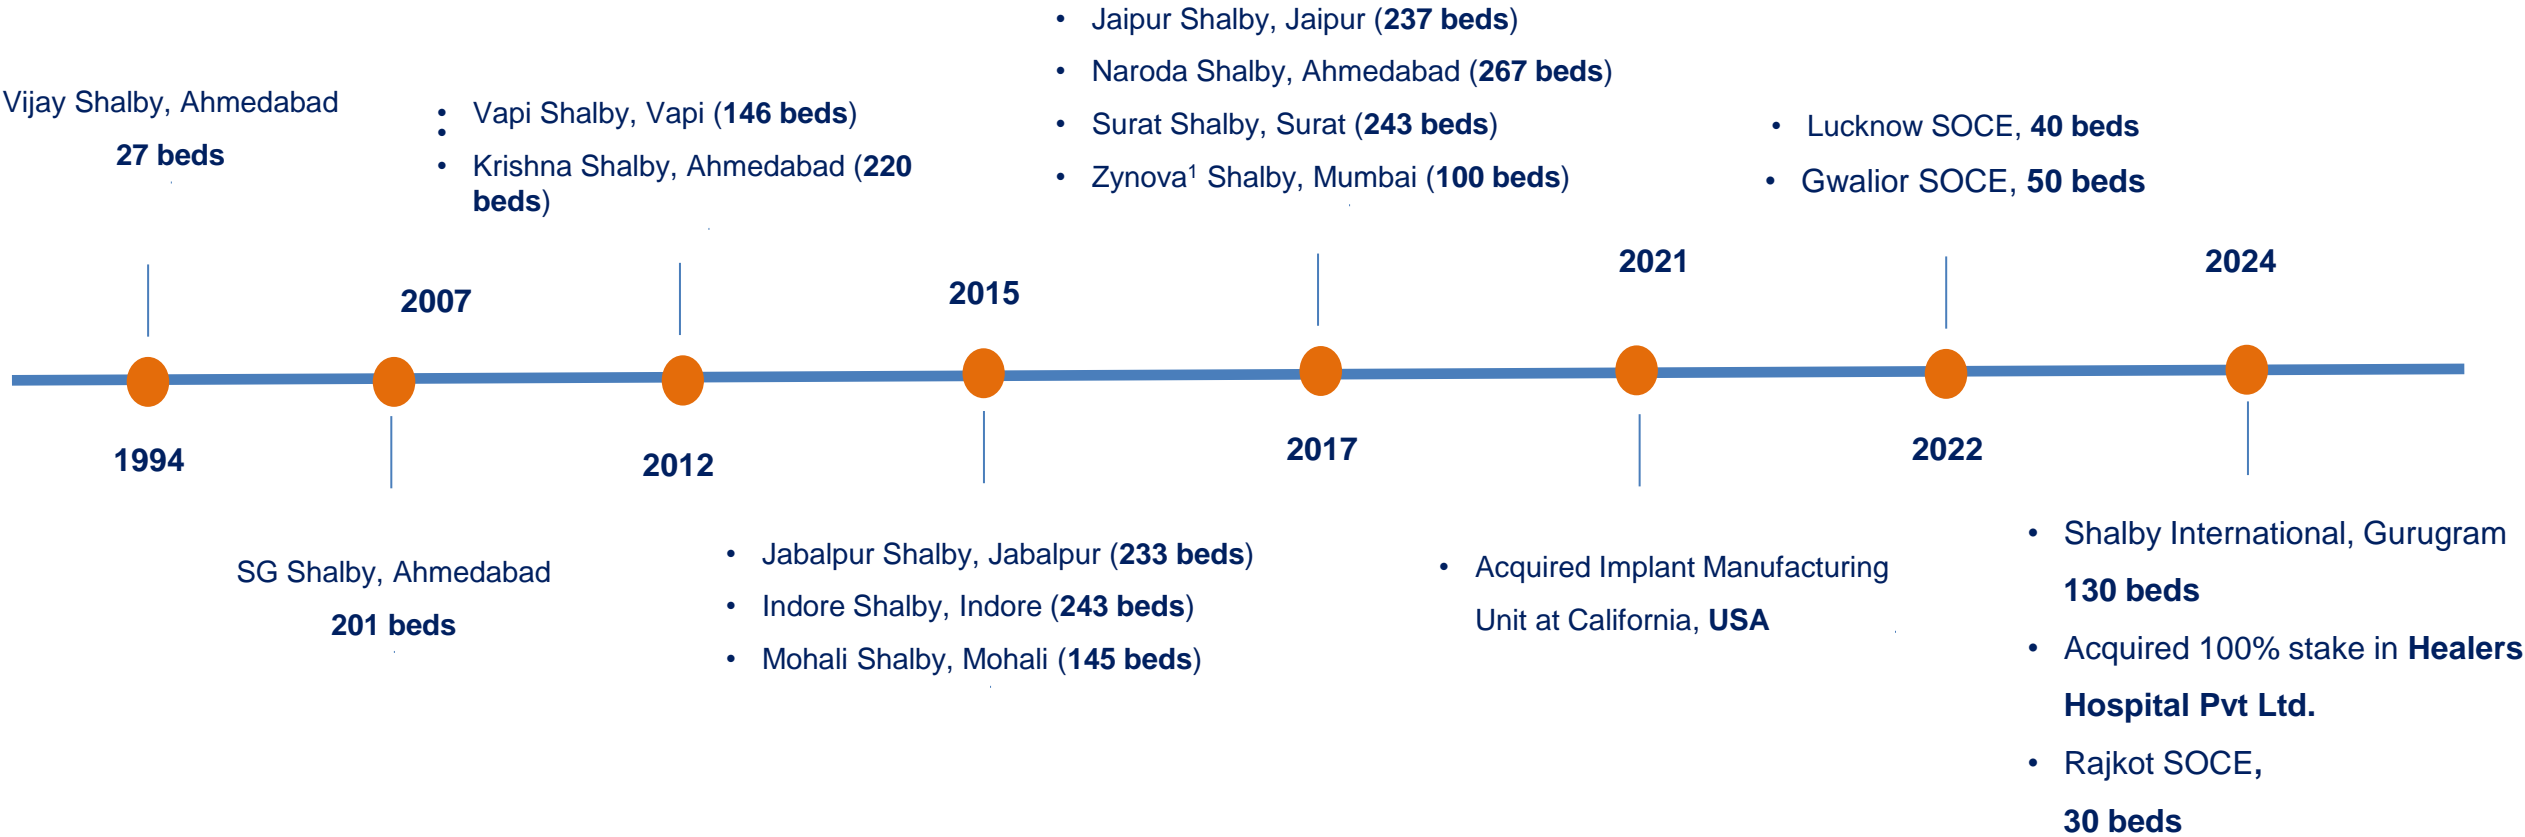 Vijay Shalby, Ahmedabad
27 beds
1994
2007
SG Shalby, Ahmedabad
201 beds
• Vapi Shalby, Vapi (146 beds)
•
• Krishna Shalby, Ahmedabad (220
beds)
2012
2015
• Jabalpur Shalby, Jabalpur (233 beds)
• Indore Shalby, Indore (243 beds)
• Mohali Shalby, Mohali (145 beds)
• Jaipur Shalby, Jaipur (237 beds)
• Naroda Shalby, Ahmedabad (267 beds)
• Surat Shalby, Surat (243 beds)
• Zynova¹ Shalby, Mumbai (100 beds)
2017
2021
• Acquired Implant Manufacturing
Unit at California, USA
• Lucknow SOCE, 40 beds
• Gwalior SOCE, 50 beds
2022
2024
• Shalby International, Gurugram
130 beds
• Acquired 100% stake in Healers
Hospital Pvt Ltd.
• Rajkot SOCE,
30 beds